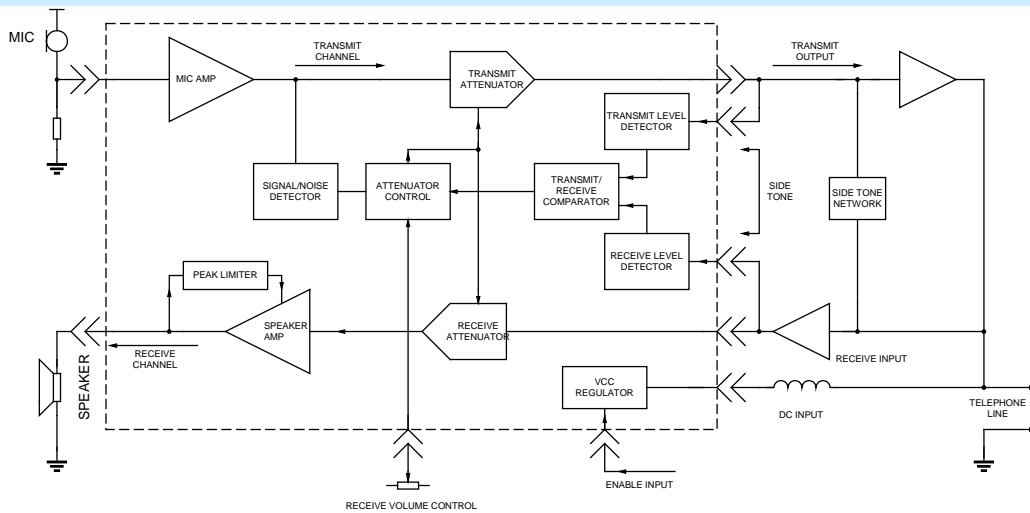 MIC
MIC AMP
TRANSMIT
CHANNEL
TRANSMIT
ATTENUATOR
TRANSMIT
OUTPUT
TRANSMIT LEVEL
DETECTOR
SIGNAL/NOISE
DETECTOR
ATTENUATOR
CONTROL
TRANSMIT/
RECEIVE
COMPARATOR
SIDE
TONE
SIDE TONE
NETWORK
RECEIVE LEVEL
DETECTOR
PEAK LIMITER
SPEAKER
AMP
RECEIVE
ATTENUATOR
RECEIVE INPUT
RECEIVE
CHANNEL
SPEAKER
VCC
REGULATOR
DC INPUT
TELEPHONE
LINE
ENABLE INPUT
RECEIVE VOLUME CONTROL